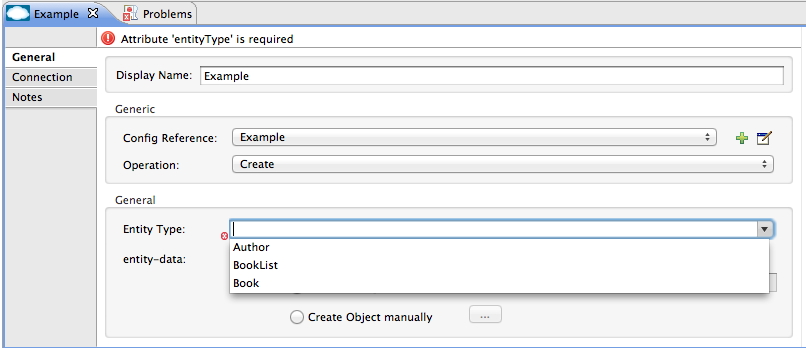 Example
Problems
Attribute 'entityType' is required
General
Connection
Notes
Display Name: Example
Generic
Config Reference: Example
Operation: Create
General
Entity Type:
Author
entity-data:
BookList
Book
Create Object manually ...